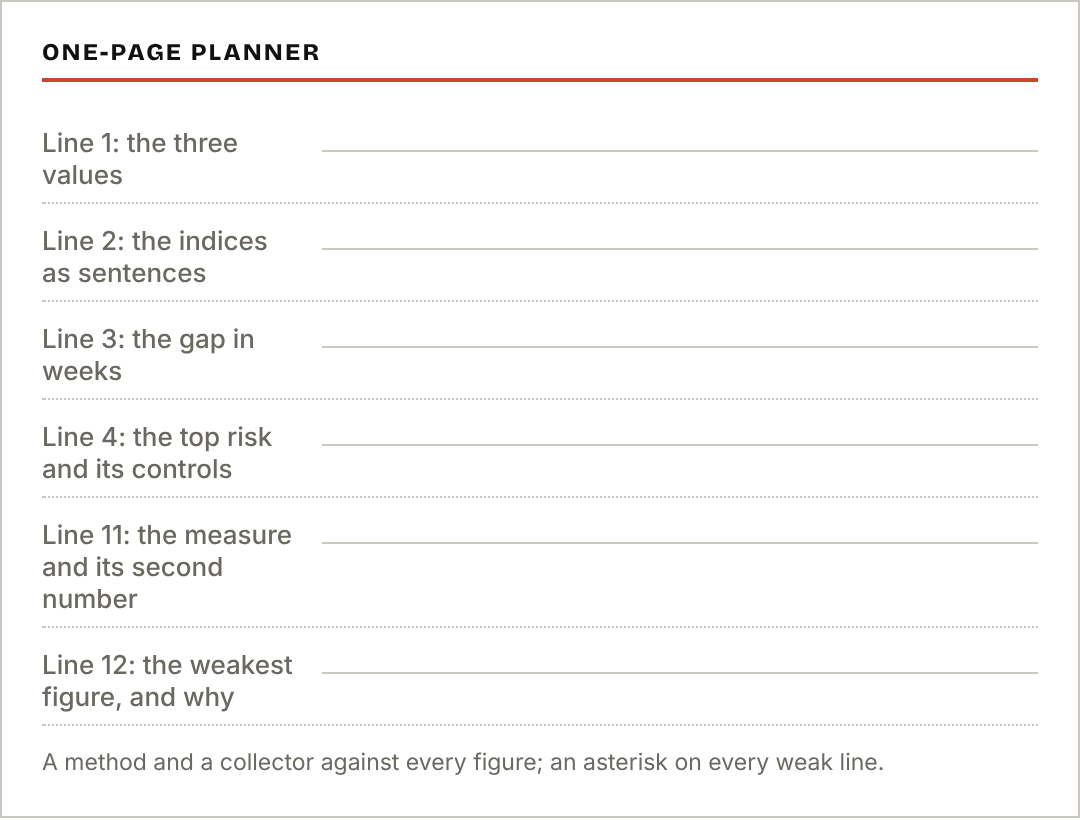 ONE-PAGE PLANNER
Line 1: the three
values
Line 2: the indices
as sentences
Line 3: the gap in
weeks
Line 4: the top risk
and its controls
Line 11: the measure
and its second
number
Line 12: the weakest
figure, and why
A method and a collector against every figure; an asterisk on every weak line.